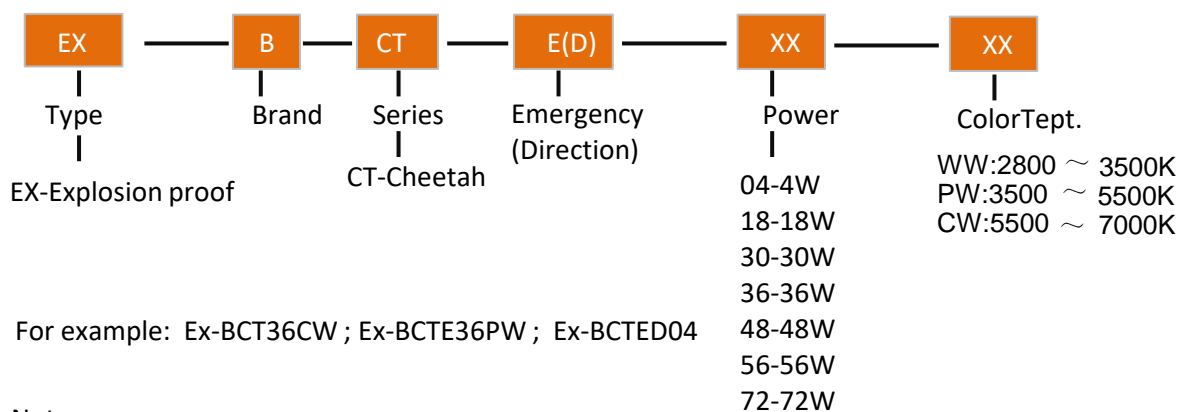 EX B CT E(D) XX XX
Type Brand Series Emergency Power ColorTept.
(Direction)
EX-Explosion proof CT-Cheetah
WW:2800 ～ 3500K
PW:3500 ～ 5500K
CW:5500 ～ 7000K
04-4W
18-18W
30-30W
36-36W
48-48W
56-56W
72-72W
For example: Ex-BCT36CW ; Ex-BCTE36PW ; Ex-BCTED04